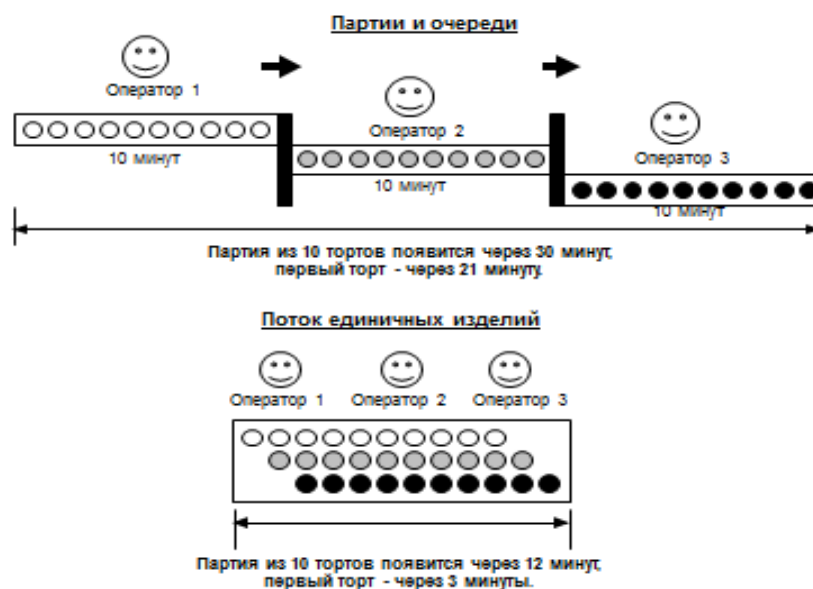 Партии и очереди
Оператор 1
Оператор 2
Оператор 3
10 минут
10 минут
10 минут
Партия из 10 тортов появится через 30 минут,
первый торт - через 21 минуту.
Поток единичных изделий
Оператор 1 Оператор 2 Оператор 3
Партия из 10 тортов появится через 12 минут,
первый торт - через 3 минуты.